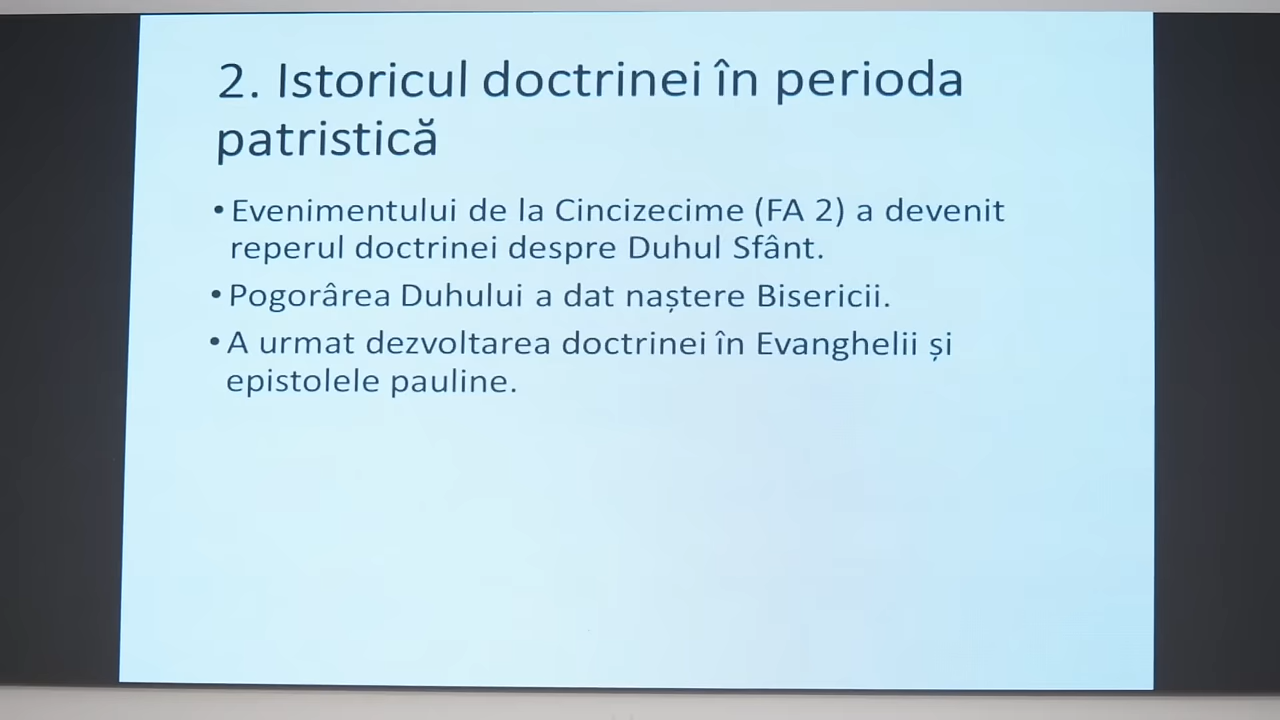 2. Istoricul doctrinei în perioda
patristică
• Evenimentului de la Cincizecime (FA 2) a devenit
reperul doctrinei despre Duhul Sfânt.
• Pogorârea Duhului a dat naștere Bisericii.
• A urmat dezvoltarea doctrinei în Evanghelii și
epistolele pauline.